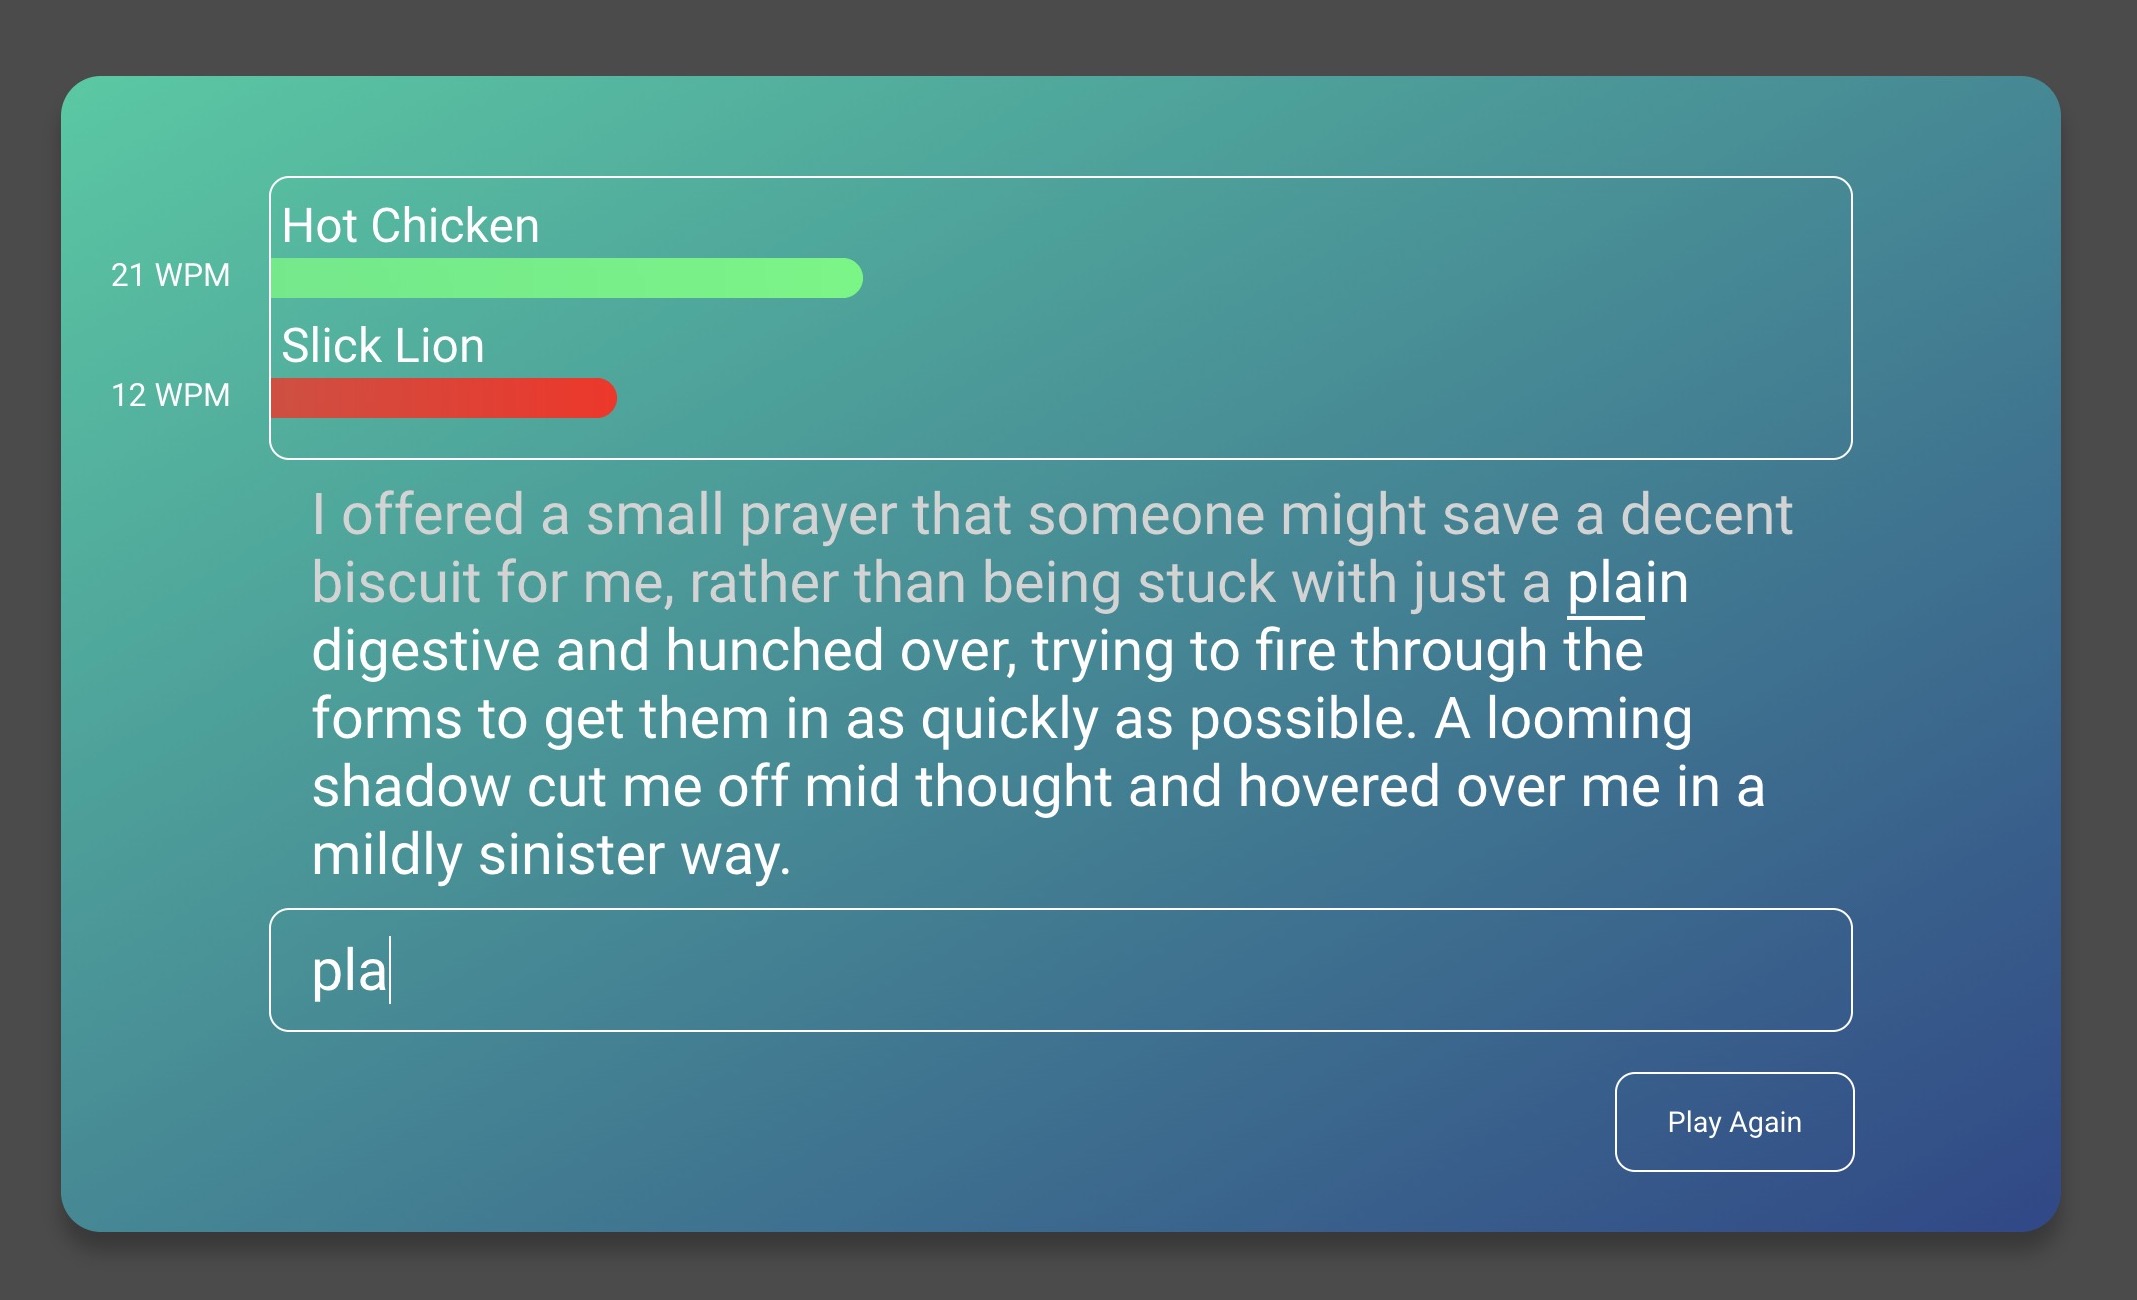 Hot Chicken
21 WPM
Slick Lion
12 WPM
I offered a small prayer that someone might save a decent
biscuit for me, rather than being stuck with just a plain
digestive and hunched over, trying to fire through the
forms to get them in as quickly as possible. A looming
shadow cut me off mid thought and hovered over me in a
mildly sinister way.
pla
Play Again